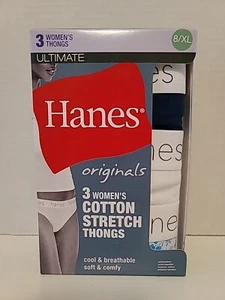 3 WOMEN'S
THONGS
8/XL
ULTIMATE
Hanes®
originals
3 WOMEN'S
COTTON
STRETCH
THONGS
cool & breathable
soft & comfy